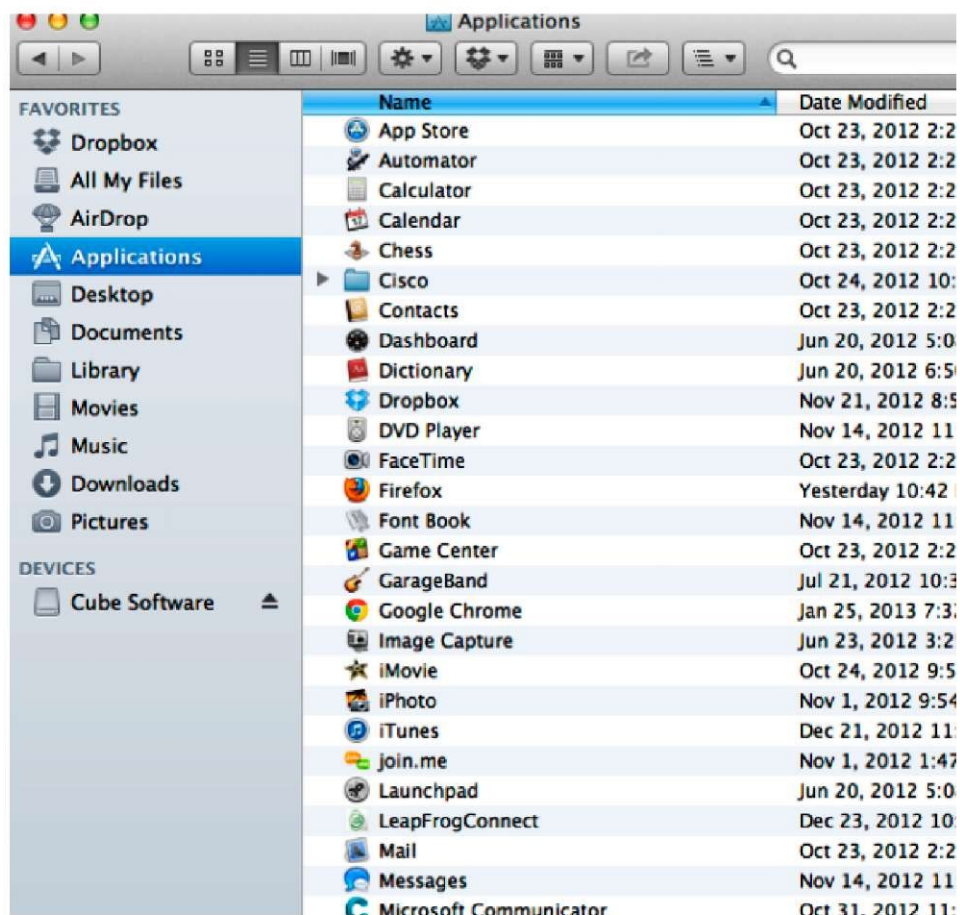 Applications
FAVORITES
Dropbox
All My Files
AirDrop
Applications
Desktop
Documents
Library
Movies
Music
Downloads
Pictures
DEVICES
Cube Software
Name Date Modified
App Store Oct 23, 2012 2:2
Automator Oct 23, 2012 2:2
Calculator Oct 23, 2012 2:2
Calendar Oct 23, 2012 2:2
Chess Oct 23, 2012 2:2
Cisco Oct 24, 2012 10:
Contacts Oct 23, 2012 2:2
Dashboard Jun 20, 2012 5:0
Dictionary Jun 20, 2012 6:5
Dropbox Nov 21, 2012 8:5
DVD Player Nov 14, 2012 11
FaceTime Oct 23, 2012 2:2
Firefox Yesterday 10:42
Font Book Nov 14, 2012 11
Game Center Oct 23, 2012 2:2
GarageBand Jul 21, 2012 10:3
Google Chrome Jan 25, 2013 7:3
Image Capture Jun 23, 2012 3:2
iMovie Oct 24, 2012 9:5
iPhoto Nov 1, 2012 9:54
iTunes Dec 21, 2012 11:
join.me Nov 1, 2012 1:47
Launchpad Jun 20, 2012 5:0
LeapFrogConnect Dec 23, 2012 10:
Mail Oct 23, 2012 2:2
Messages Nov 14, 2012 11
Microsoft Communicator Oct 31, 2012 11: